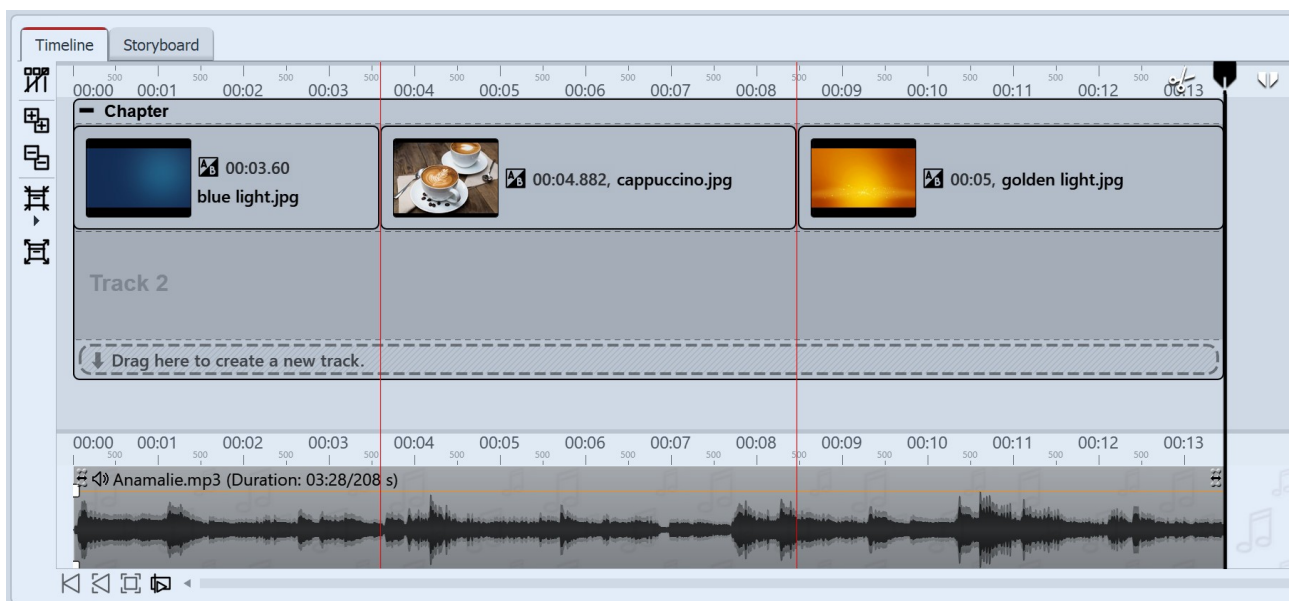 Timeline Storyboard
500 500 500 500 500 500 500 500 500 500 500 500 500
00:00 00:01 00:02 00:03 00:04 00:05 00:06 00:07 00:08 00:09 00:10 00:11 00:12 00:13
Chapter
A B 00:03.60
blue light.jpg
A B 00:04.882, cappuccino.jpg
A B 00:05, golden light.jpg
Track 2
Drag here to create a new track.
00:00 00:01 00:02 00:03 00:04 00:05 00:06 00:07 00:08 00:09 00:10 00:11 00:12 00:13
500 500 500 500 500 500 500 500 500 500 500 500 500
Anamalie.mp3 (Duration: 03:28/208 s)